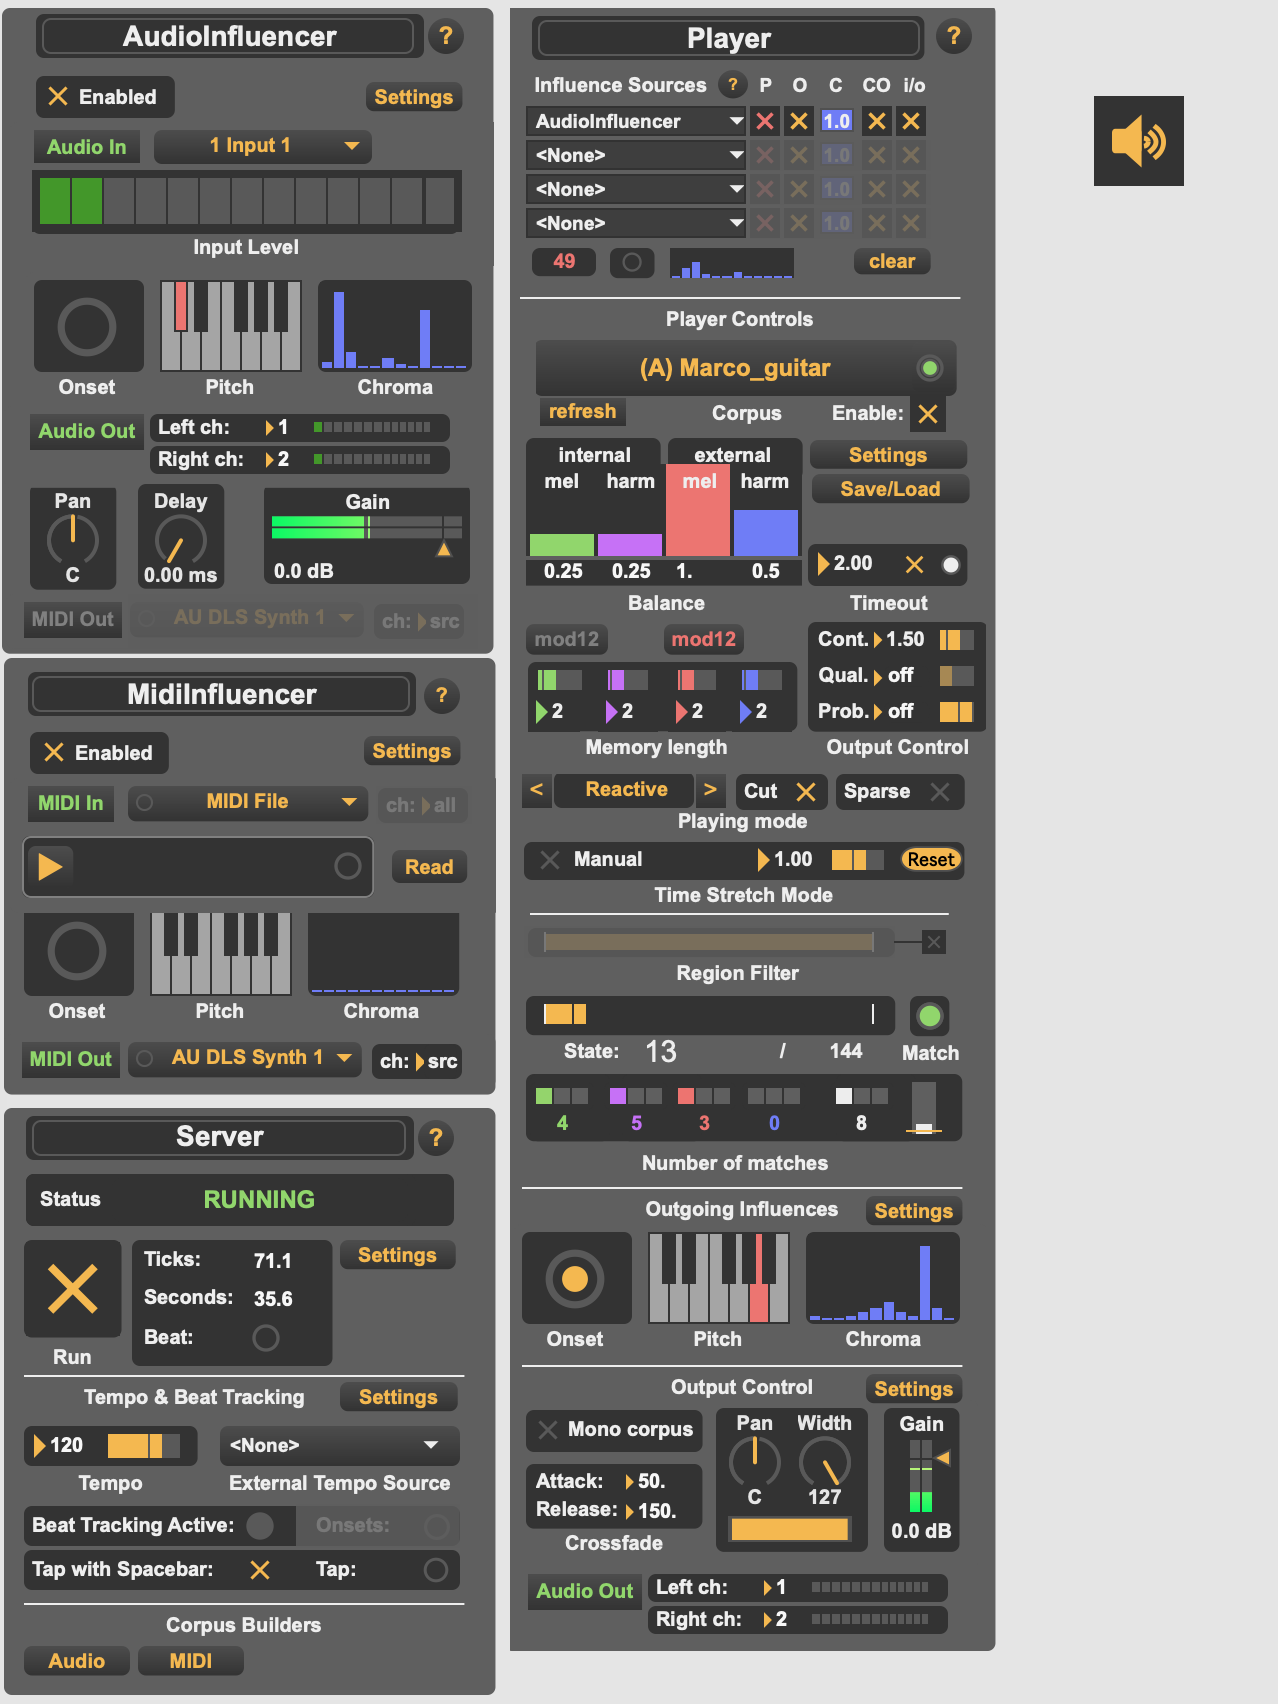 AudioInfluencer
?
Enabled
Settings
Audio In
1 Input 1
Input Level
Onset
Pitch
Chroma
Audio Out
Left ch:
1
Right ch:
2
Pan
C
Delay
0.00 ms
Gain
0.0 dB
MIDI Out
AU DLS Synth 1
ch:
src
MidiInfluencer
?
Enabled
Settings
MIDI In
MIDI File
ch:
all
Read
Onset
Pitch
Chroma
MIDI Out
AU DLS Synth 1
ch:
src
Server
?
Status
RUNNING
Ticks:
71.1
Settings
Seconds:
35.6
Beat:
Run
Tempo & Beat Tracking
Settings
120
<None>
Tempo
External Tempo Source
Beat Tracking Active:
Onsets:
Tap with Spacebar:
Tap:
Corpus Builders
Audio
MIDI
Player
?
Influence Sources
?
P
O
C
CO
i/o
AudioInfluencer
1.0
<None>
1.0
<None>
1.0
<None>
1.0
49
clear
Player Controls
(A) Marco_guitar
refresh
Corpus
Enable:
internal
external
Settings
mel
harm
mel
harm
Save/Load
0.25
0.25
1.
0.5
2.00
Balance
Timeout
mod12
mod12
Cont.
1.50
Qual.
off
2
2
2
2
Prob.
off
Memory length
Output Control
<
Reactive
>
Cut
Sparse
Playing mode
Manual
1.00
Reset
Time Stretch Mode
Region Filter
State:
13
/
144
Match
4
5
3
0
8
Number of matches
Outgoing Influences
Settings
Onset
Pitch
Chroma
Output Control
Settings
Mono corpus
Pan
Width
Gain
Attack:
50.
Release:
150.
C
127
Crossfade
0.0 dB
Audio Out
Left ch:
1
Right ch:
2